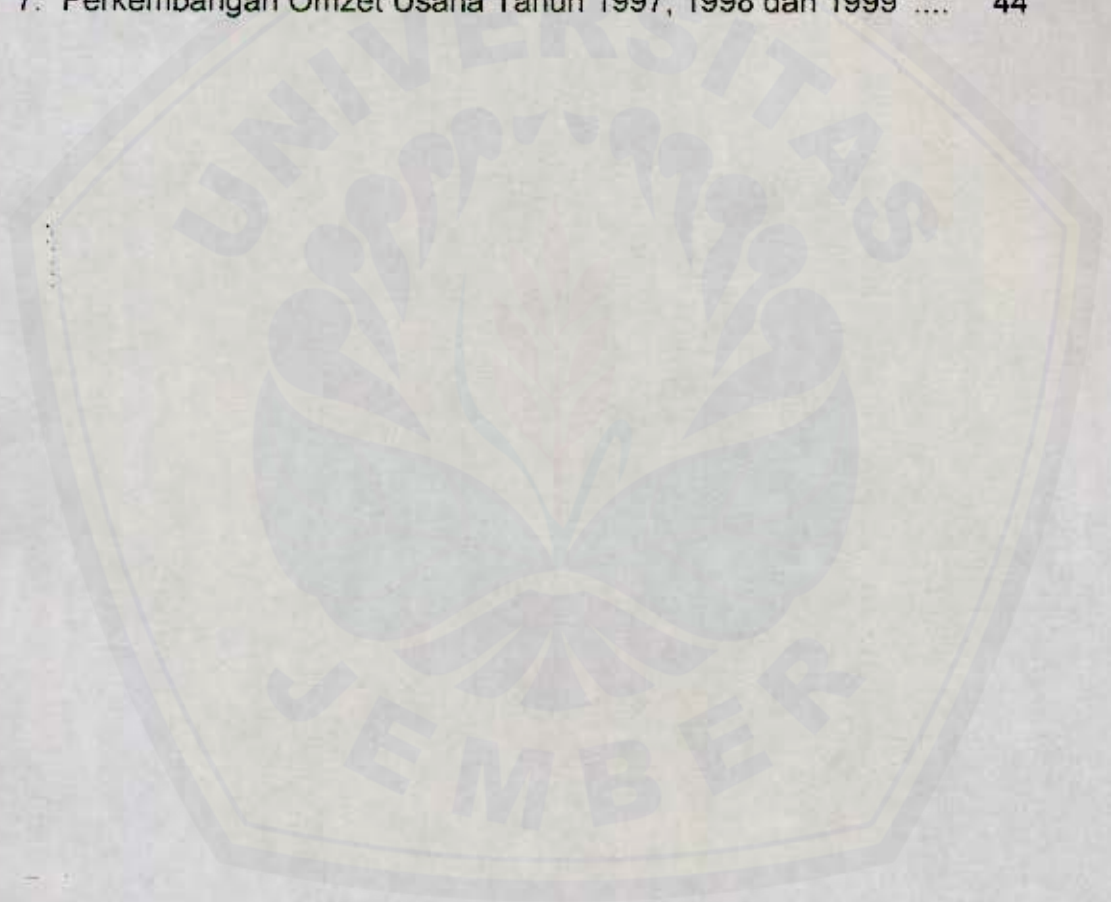 7. Perkembangan Omzet Usaha Tahun 1997, 1998 dan 1999 .... 44
UNIVERSITAS
JEMBER